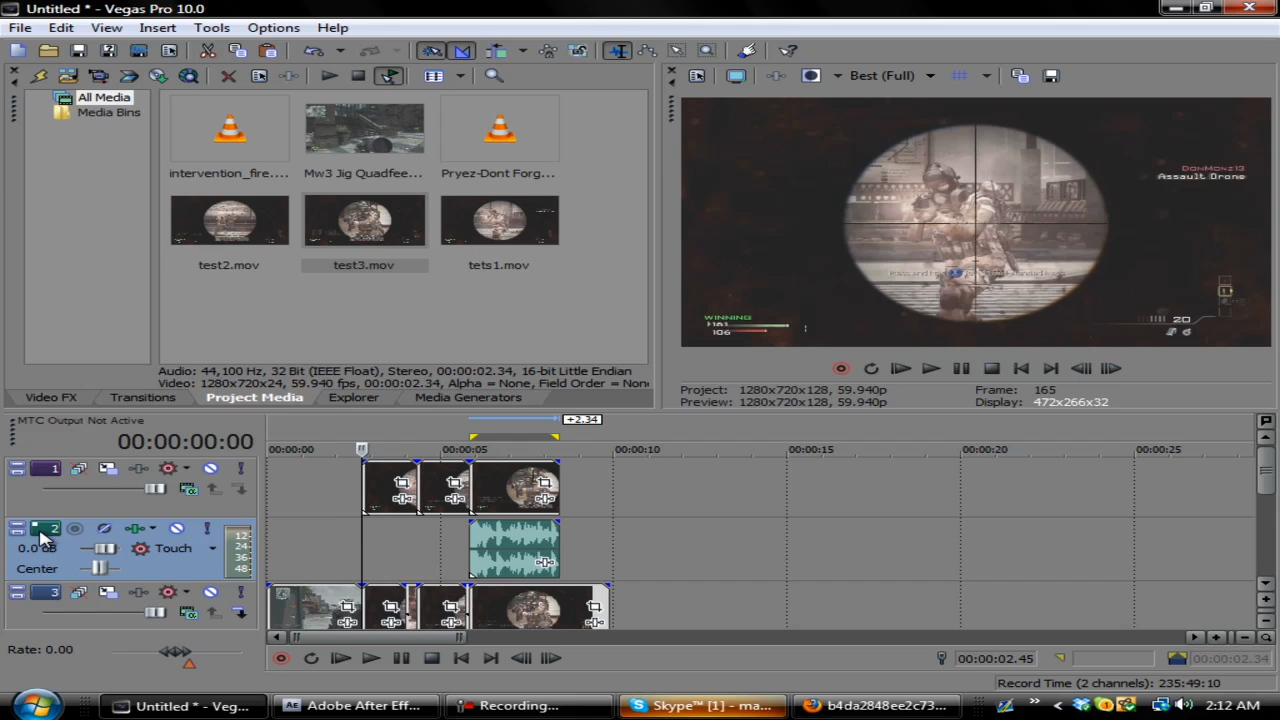 Untitled * - Vegas Pro 10.0
File Edit View Insert Tools Options Help
Best (Full)
All Media
Media Bins
intervention_fire.... Mw3 Jig Quadfee... Pryez-Dont Forg...
test2.mov test3.mov tets1.mov
DonMonz13
Assault Drone
WINNING
106
20
Audio: 44,100 Hz, 32 Bit (IEEE Float), Stereo, 00:00:02.34, 16-bit Little Endian
Video: 1280x720x24, 59.940 fps, 00:00:02.34, Alpha = None, Field Order = Non
Video FX Transitions Project Media Explorer Media Generators
Project: 1280x720x128, 59.940p Frame: 165
Preview: 1280x720x128, 59.940p Display: 472x266x32
MTC Output Not Active
00:00:00:00
+2.34
00:00:00 00:00:05 00:00:10 00:00:15 00:00:20 00:00:25
1
2
0.0 dB Touch
Center
12
24
36
48
3
Rate: 0.00
00:00:02.45 00:00:02.34
Record Time (2 channels): 235:49:10
Untitled * - Veg... Adobe After Eff... Recording... Skype™ [1] - ma... b4da2848ee2c73... 2:12 AM